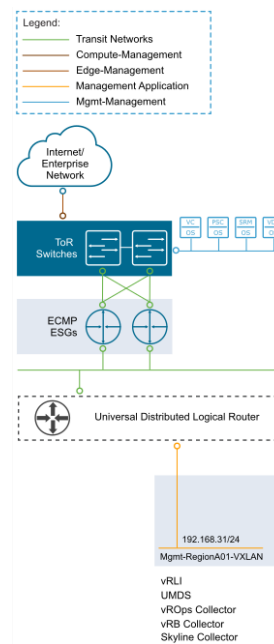 Legend:
Transit Networks
Compute-Management
Edge-Management
Management Application
Mgmt-Management
Internet/
Enterprise
Network
ToR
Switches
VC
OS
PSC
OS
SRM
OS
ECMP
ESGs
Universal Distributed Logical Router
192.168.31/24
Mgmt-RegionA01-VXLAN
vRLI
UMDS
vROps Collector
vRB Collector
Skyline Collector